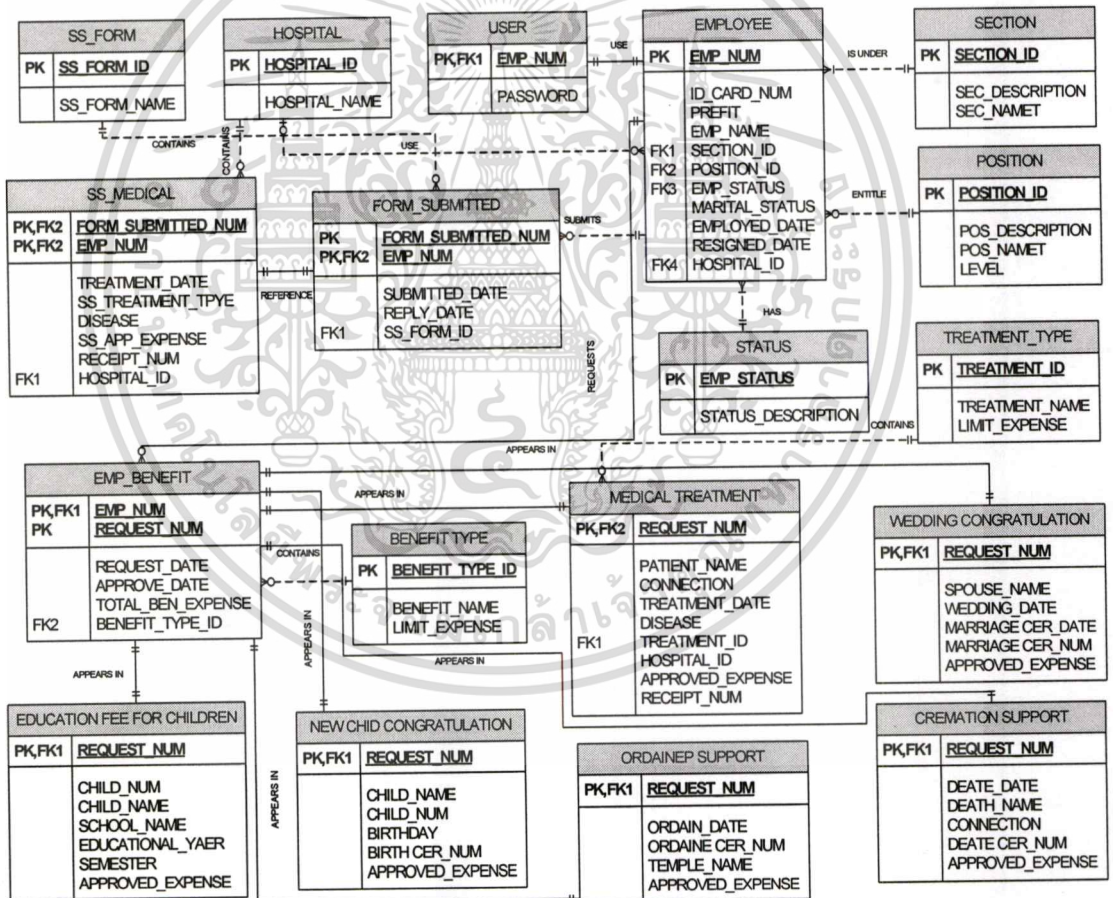 SS_FORM
PK SS_FORM ID
SS_FORM_NAME
HOSPITAL
PK HOSPITAL_ID
HOSPITAL_NAME
USER
PK,FK1 EMP_NUM
PASSWORD
USE
EMPLOYEE
PK EMP_NUM
ID_CARD_NUM
PREFIT
EMP_NAME
FK1 SECTION_ID
FK2 POSITION_ID
FK3 EMP_STATUS
MARITAL_STATUS
EMPLOYED_DATE
RESIGNED_DATE
FK4 HOSPITAL_ID
IS UNDER
SECTION
PK SECTION_ID
SEC_DESCRIPTION
SEC_NAMET
CONTAINS
CONTAINS
USE
SS_MEDICAL
PK,FK2 FORM_SUBMITTED_NUM
PK,FK2 EMP_NUM
TREATMENT_DATE
SS_TREATMENT_TPYE
DISEASE
SS_APP_EXPENSE
RECEIPT_NUM
FK1 HOSPITAL_ID
REFERENCE
FORM_SUBMITTED
PK FORM_SUBMITTED_NUM
PK,FK2 EMP_NUM
SUBMITTED_DATE
REPLY_DATE
FK1 SS_FORM_ID
SUBMITS
ENTITLE
POSITION
PK POSITION_ID
POS_DESCRIPTION
POS_NAMET
LEVEL
HAS
REQUESTS
STATUS
PK EMP_STATUS
STATUS_DESCRIPTION
TREATMENT_TYPE
PK TREATMENT_ID
TREATMENT_NAME
LIMIT_EXPENSE
CONTAINS
APPEARS IN
EMP_BENEFIT
PK,FK1 EMP_NUM
PK REQUEST_NUM
REQUEST_DATE
APPROVE_DATE
TOTAL_BEN_EXPENSE
FK2 BENEFIT_TYPE_ID
APPEARS IN
CONTAINS
BENEFIT TYPE
PK BENEFIT_TYPE_ID
BENEFIT_NAME
LIMIT_EXPENSE
MEDICAL TREATMENT
PK,FK2 REQUEST_NUM
PATIENT_NAME
CONNECTION
TREATMENT_DATE
DISEASE
FK1 TREATMENT_ID
HOSPITAL_ID
APPROVED_EXPENSE
RECEIPT_NUM
WEDDING CONGRATULATION
PK,FK1 REQUEST_NUM
SPOUSE_NAME
WEDDING_DATE
MARRIAGE CER_DATE
MARRIAGE CER_NUM
APPROVED_EXPENSE
APPEARS IN
APPEARS IN
APPEARS IN
EDUCATION FEE FOR CHILDREN
PK,FK1 REQUEST_NUM
CHILD_NUM
CHILD_NAME
SCHOOL_NAME
EDUCATIONAL_YAER
SEMESTER
APPROVED_EXPENSE
APPEARS IN
NEW CHID CONGRATULATION
PK,FK1 REQUEST_NUM
CHILD_NAME
CHILD_NUM
BIRTHDAY
BIRTH CER_NUM
APPROVED_EXPENSE
ORDAINEP SUPPORT
PK,FK1 REQUEST_NUM
ORDAIN_DATE
ORDAINE CER_NUM
TEMPLE_NAME
APPROVED_EXPENSE
CREMATION SUPPORT
PK,FK1 REQUEST_NUM
DEATE_DATE
DEATH_NAME
CONNECTION
DEATE CER_NUM
APPROVED_EXPENSE